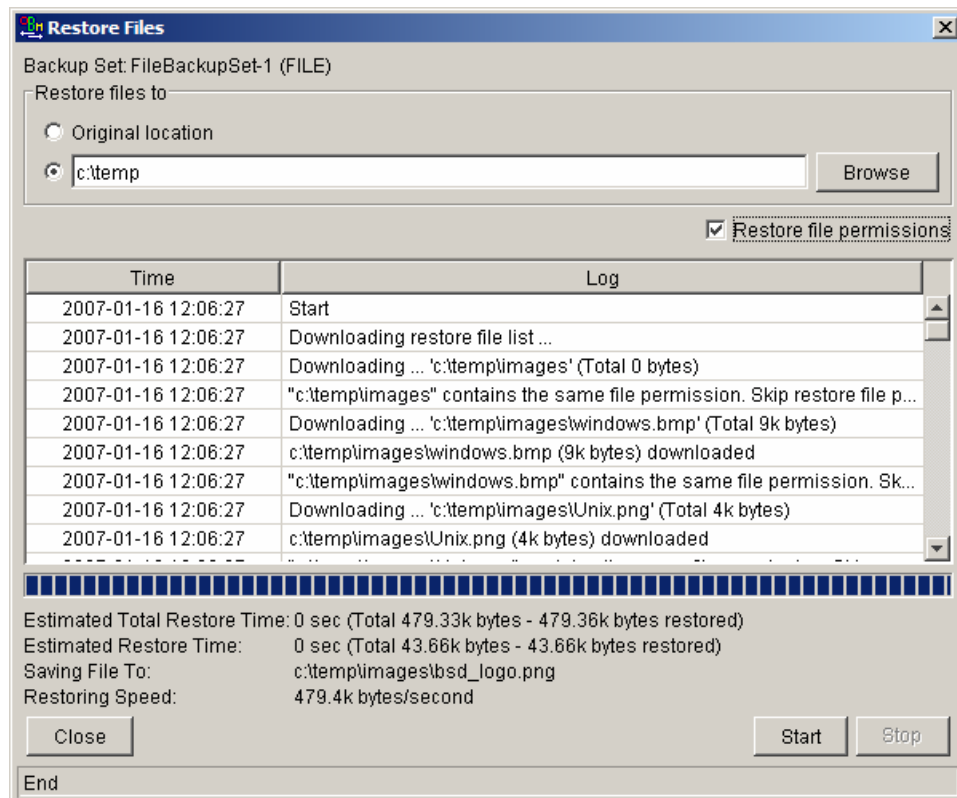 Restore Files
Backup Set: FileBackupSet-1 (FILE)
Restore files to
Original location
c:\temp Browse
Restore file permissions
Time Log
2007-01-16 12:06:27 Start
2007-01-16 12:06:27 Downloading restore file list ...
2007-01-16 12:06:27 Downloading ... 'c:\temp\images' (Total 0 bytes)
2007-01-16 12:06:27 "c:\temp\images" contains the same file permission. Skip restore file p...
2007-01-16 12:06:27 Downloading ... 'c:\temp\images\windows.bmp' (Total 9k bytes)
2007-01-16 12:06:27 c:\temp\images\windows.bmp (9k bytes) downloaded
2007-01-16 12:06:27 "c:\temp\images\windows.bmp" contains the same file permission. Sk...
2007-01-16 12:06:27 Downloading ... 'c:\temp\images\Unix.png' (Total 4k bytes)
2007-01-16 12:06:27 c:\temp\images\Unix.png (4k bytes) downloaded
Estimated Total Restore Time: 0 sec (Total 479.33k bytes - 479.36k bytes restored)
Estimated Restore Time: 0 sec (Total 43.66k bytes - 43.66k bytes restored)
Saving File To: c:\temp\images\bsd_logo.png
Restoring Speed: 479.4k bytes/second
Close Start Stop
End